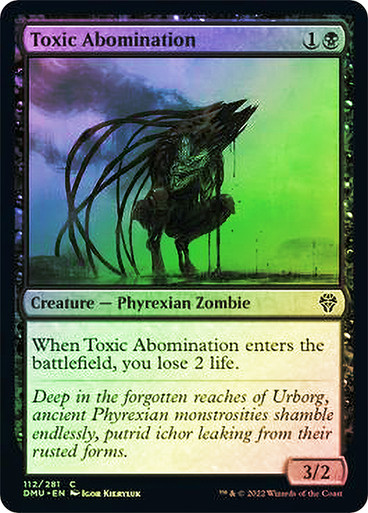 Toxic Abomination 1
Creature — Phyrexian Zombie
When Toxic Abomination enters the
battlefield, you lose 2 life.
Deep in the forgotten reaches of Urborg,
ancient Phyrexian monstrosities shamble
endlessly, putrid ichor leaking from their
rusted forms.
3/2
112/281 C
DMU • EN Igor Kieryluk
™ & © 2022 Wizards of the Coast